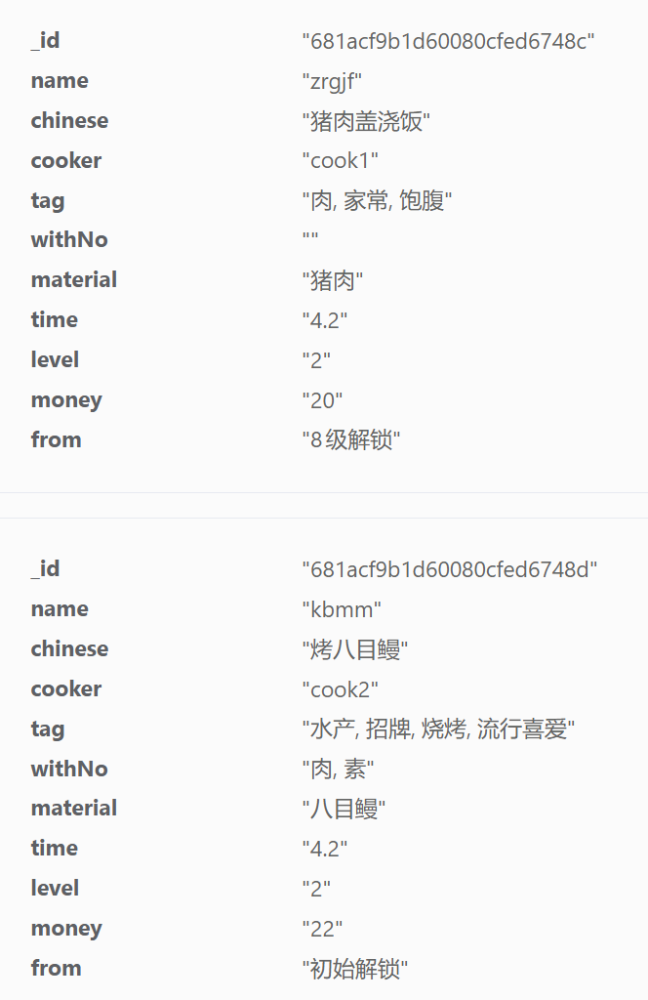 _id "681acf9b1d60080cfed6748c"
name "zrgjf"
chinese "猪肉盖浇饭"
cooker "cook1"
tag "肉, 家常, 饱腹"
withNo ""
material "猪肉"
time "4.2"
level "2"
money "20"
from "8级解锁"
_id "681acf9b1d60080cfed6748d"
name "kbmm"
chinese "烤八目鳗"
cooker "cook2"
tag "水产, 招牌, 烧烤, 流行喜爱"
withNo "肉, 素"
material "八目鳗"
time "4.2"
level "2"
money "22"
from "初始解锁"